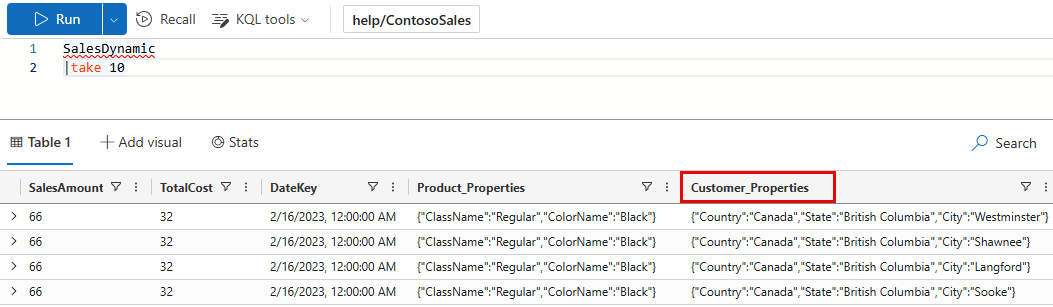 Run Recall KQL tools help/ContosoSales
1 SalesDynamic
2 |take 10
Table 1 Add visual Stats Search
SalesAmount TotalCost DateKey Product_Properties Customer_Properties
66 32 2/16/2023, 12:00:00 AM {"ClassName":"Regular","ColorName":"Black"} {"Country":"Canada","State":"British Columbia","City":"Westminster"}
66 32 2/16/2023, 12:00:00 AM {"ClassName":"Regular","ColorName":"Black"} {"Country":"Canada","State":"British Columbia","City":"Shawnee"}
66 32 2/16/2023, 12:00:00 AM {"ClassName":"Regular","ColorName":"Black"} {"Country":"Canada","State":"British Columbia","City":"Langford"}
66 32 2/16/2023, 12:00:00 AM {"ClassName":"Regular","ColorName":"Black"} {"Country":"Canada","State":"British Columbia","City":"Sooke"}